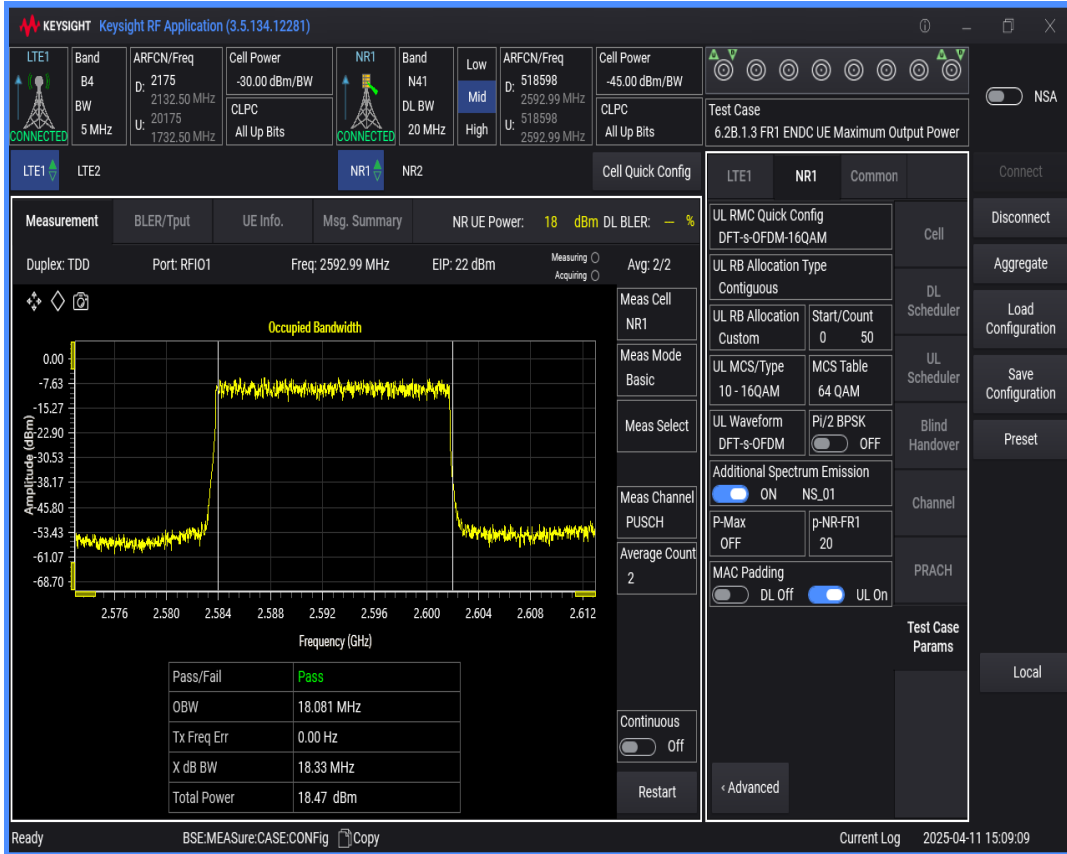 KEYSIGHT Keysight RF Application (3.5.134.12281)
LTE1 Band ARFCN/Freq Cell Power NR1 Band Low ARFCN/Freq Cell Power
B4 D: 2175 -30.00 dBm/BW N41 D: 518598 -45.00 dBm/BW
BW 2132.50 MHz CLPC DL BW Mid 2592.99 MHz CLPC
CONNECTED 5 MHz U: 20175 All Up Bits CONNECTED 20 MHz High U: 518598 All Up Bits
1732.50 MHz 2592.99 MHz
Test Case
6.2B.1.3 FR1 ENDC UE Maximum Output Power
NSA
LTE1 LTE2 NR1 NR2 Cell Quick Config
Measurement BLER/Tput UE Info. Msg. Summary NR UE Power: 18 dBm DL BLER: — %
Duplex: TDD Port: RFIO1 Freq: 2592.99 MHz EIP: 22 dBm Measuring Acquiring Avg: 2/2
Occupied Bandwidth
Amplitude (dBm)
0.00
-7.63
-15.27
-22.90
-30.53
-38.17
-45.80
-53.43
-61.07
-68.70
2.576 2.580 2.584 2.588 2.592 2.596 2.600 2.604 2.608 2.612
Frequency (GHz)
Pass/Fail Pass
OBW 18.081 MHz
Tx Freq Err 0.00 Hz
X dB BW 18.33 MHz
Total Power 18.47 dBm
Meas Cell
NR1
Meas Mode
Basic
Meas Select
Meas Channel
PUSCH
Average Count
2
Continuous
Off
Restart
LTE1 NR1 Common
UL RMC Quick Config
DFT-s-OFDM-16QAM
UL RB Allocation Type
Contiguous
UL RB Allocation Start/Count
Custom 0 50
UL MCS/Type MCS Table
10 - 16QAM 64 QAM
UL Waveform Pi/2 BPSK
DFT-s-OFDM OFF
Additional Spectrum Emission
ON NS_01
P-Max p-NR-FR1
OFF 20
MAC Padding
DL Off UL On
‹ Advanced
Cell
DL
Scheduler
UL
Scheduler
Blind
Handover
Channel
PRACH
Test Case
Params
Connect
Disconnect
Aggregate
Load
Configuration
Save
Configuration
Preset
Local
Ready BSE:MEASure:CASE:CONFig Copy Current Log 2025-04-11 15:09:09